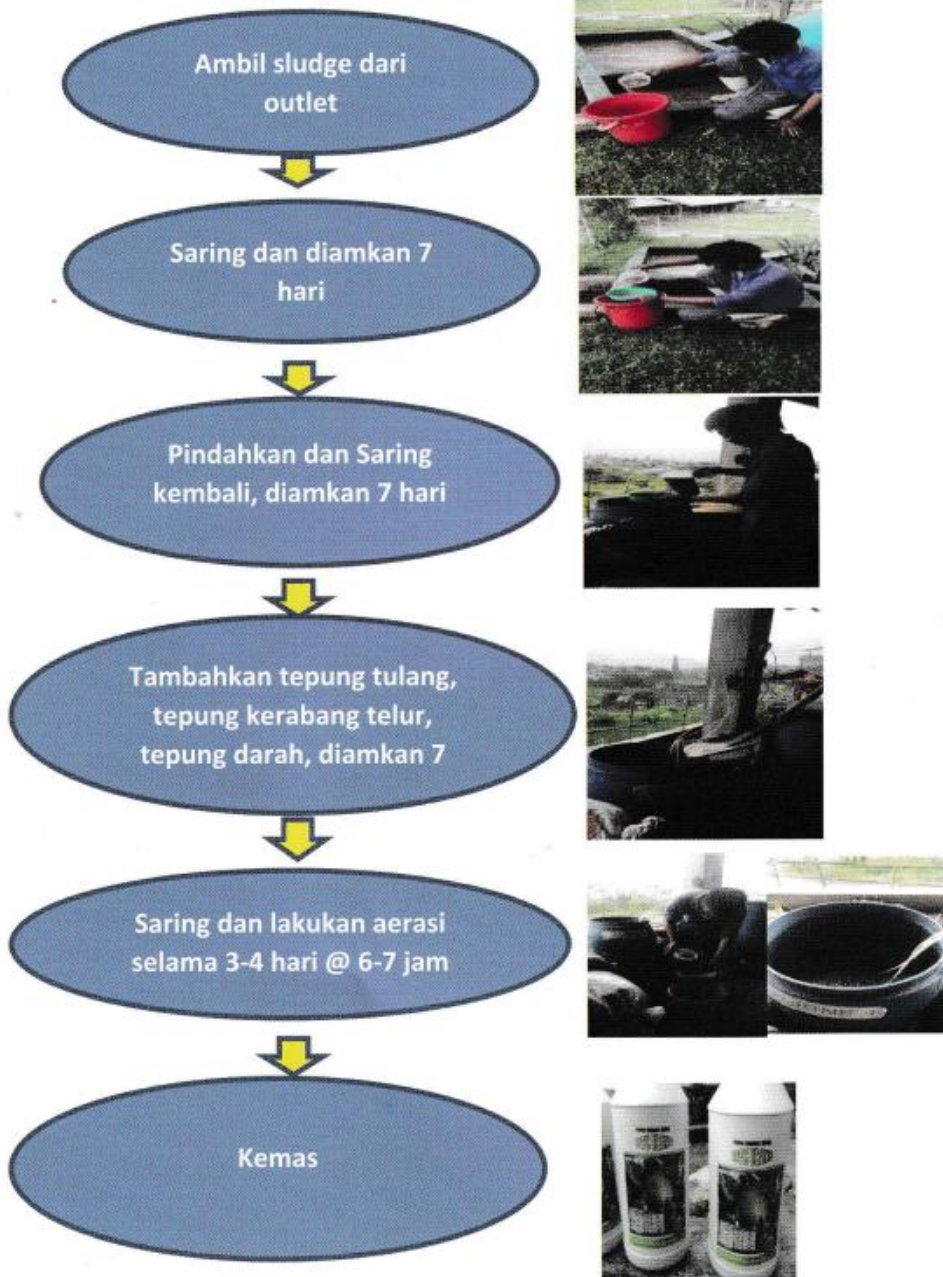 Ambil sludge dari
outlet
Saring dan diamkan 7
hari
Pindahkan dan Saring
kembali, diamkan 7 hari
Tambahkan tepung tulang,
tepung kerabang telur,
tepung darah, diamkan 7
Saring dan lakukan aerasi
selama 3-4 hari @ 6-7 jam
Kemas